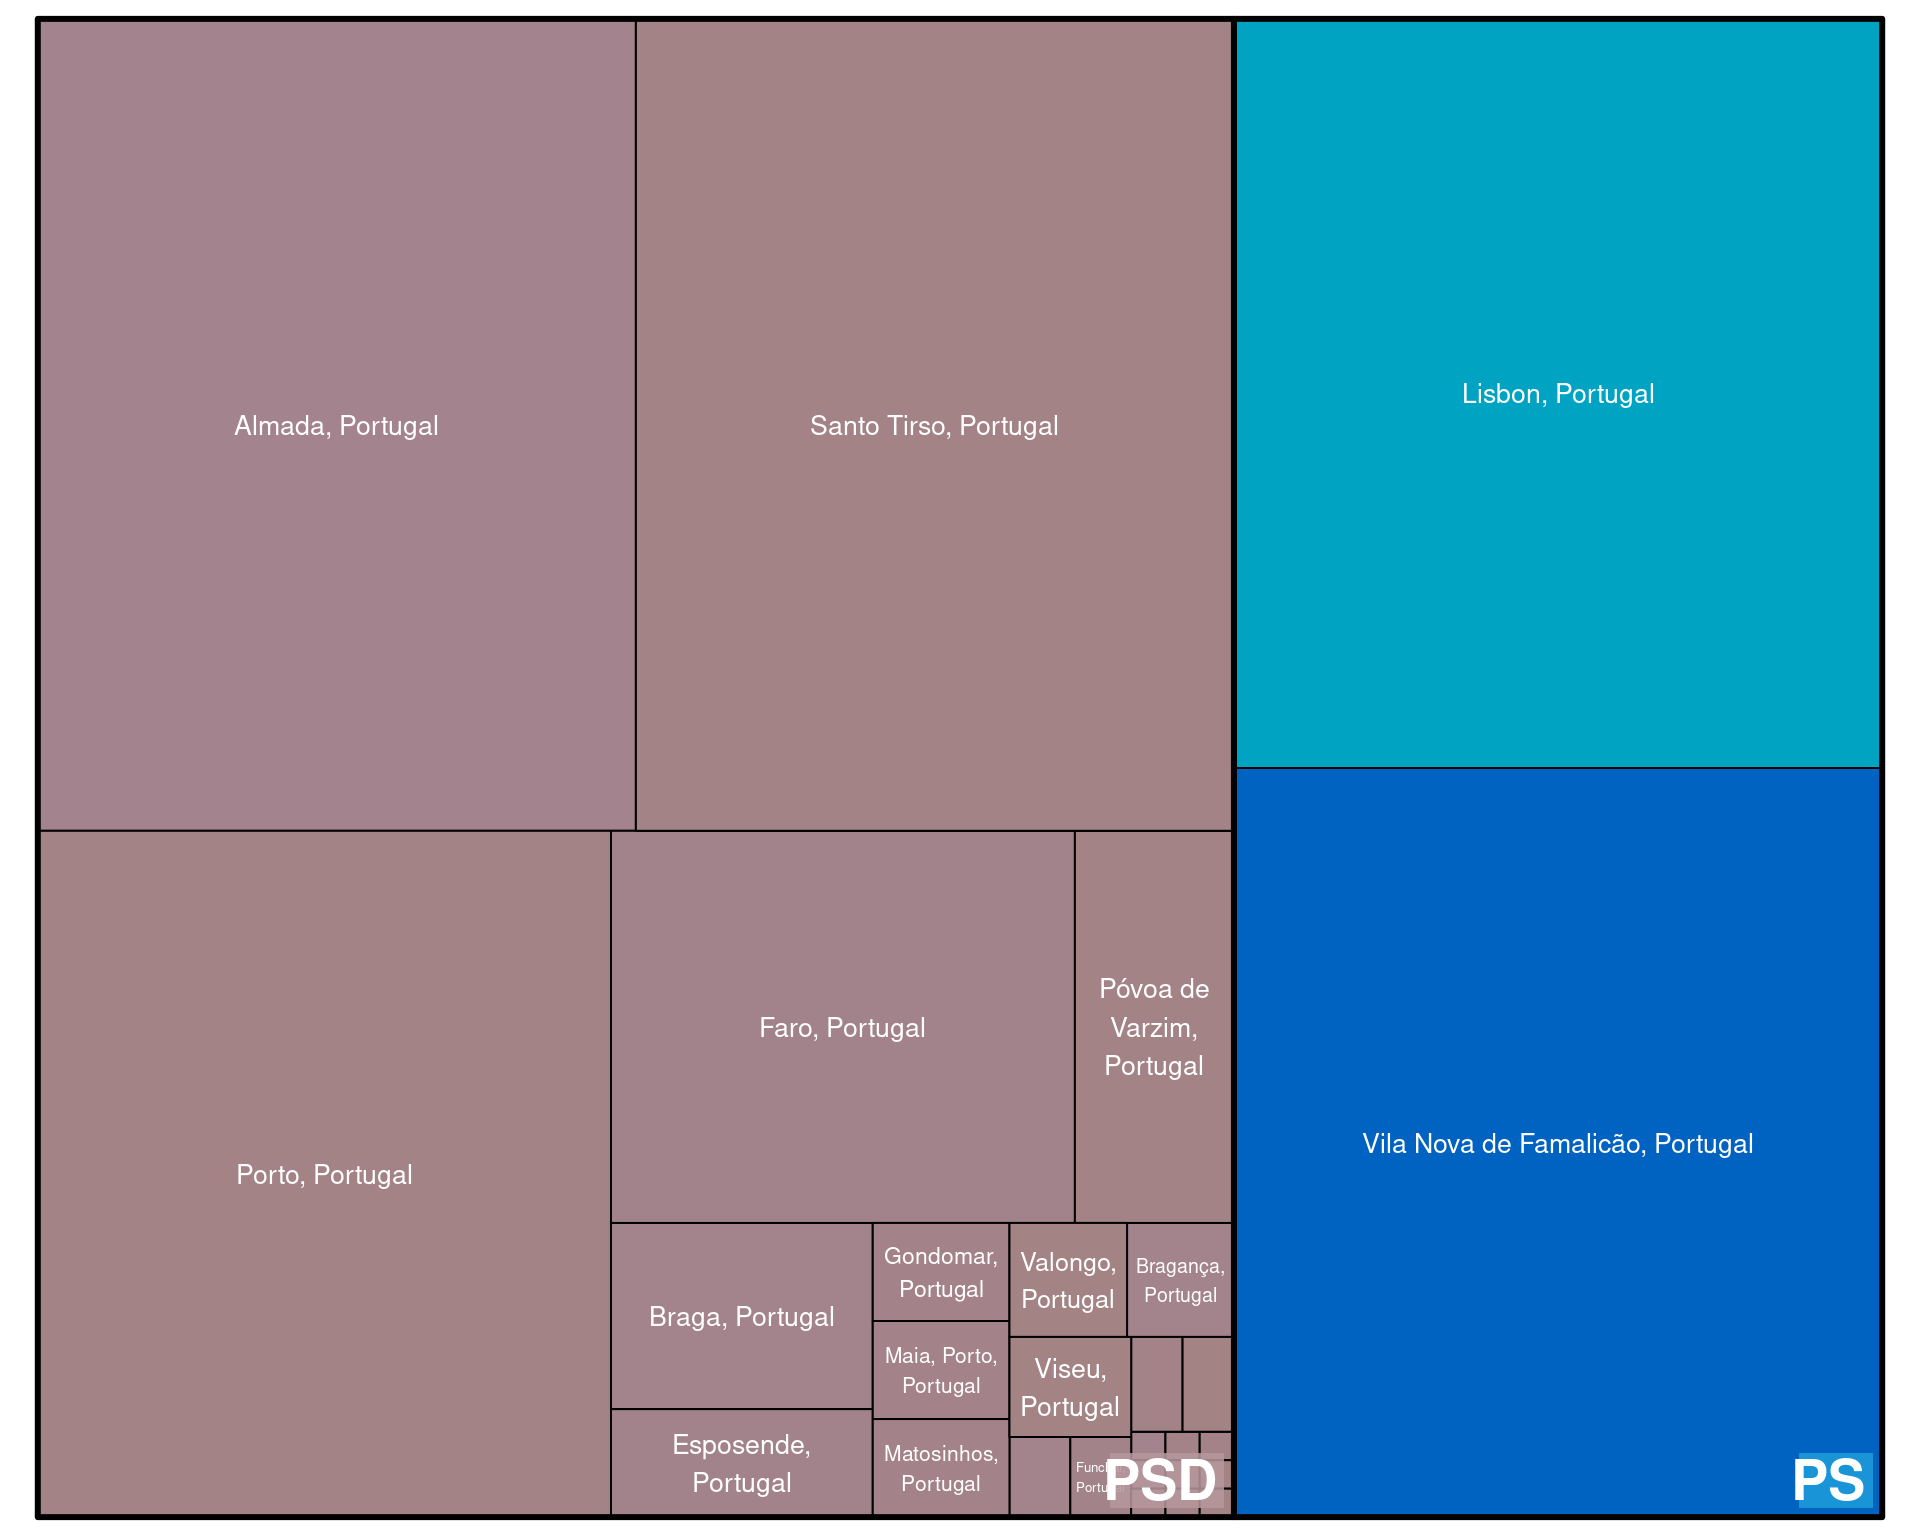 Almada, Portugal
Santo Tirso, Portugal
Lisbon, Portugal
Porto, Portugal
Faro, Portugal
Póvoa de
Varzim,
Portugal
Vila Nova de Famalicão, Portugal
Braga, Portugal
Esposende,
Portugal
Gondomar,
Portugal
Maia, Porto,
Portugal
Matosinhos,
Portugal
Valongo,
Portugal
Bragança,
Portugal
Viseu,
Portugal
PSD
PS